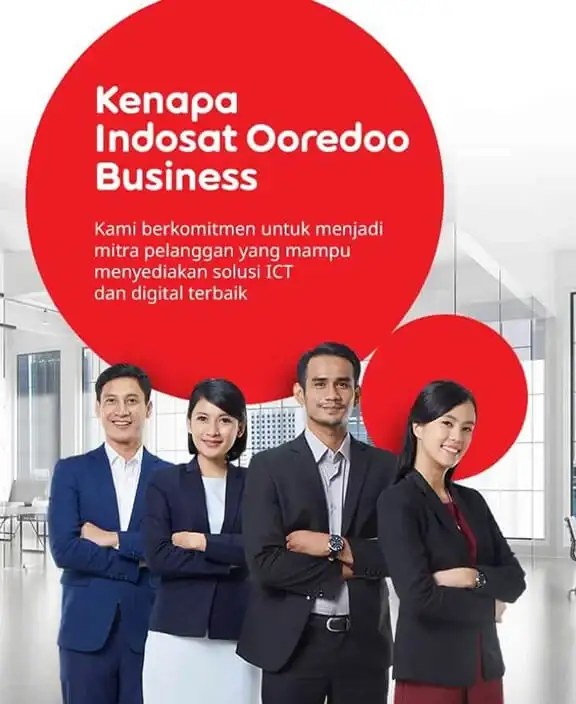 Kenapa
Indosat Ooredoo
Business
Kami berkomitmen untuk menjadi
mitra pelanggan yang mampu
menyediakan solusi ICT
dan digital terbaik